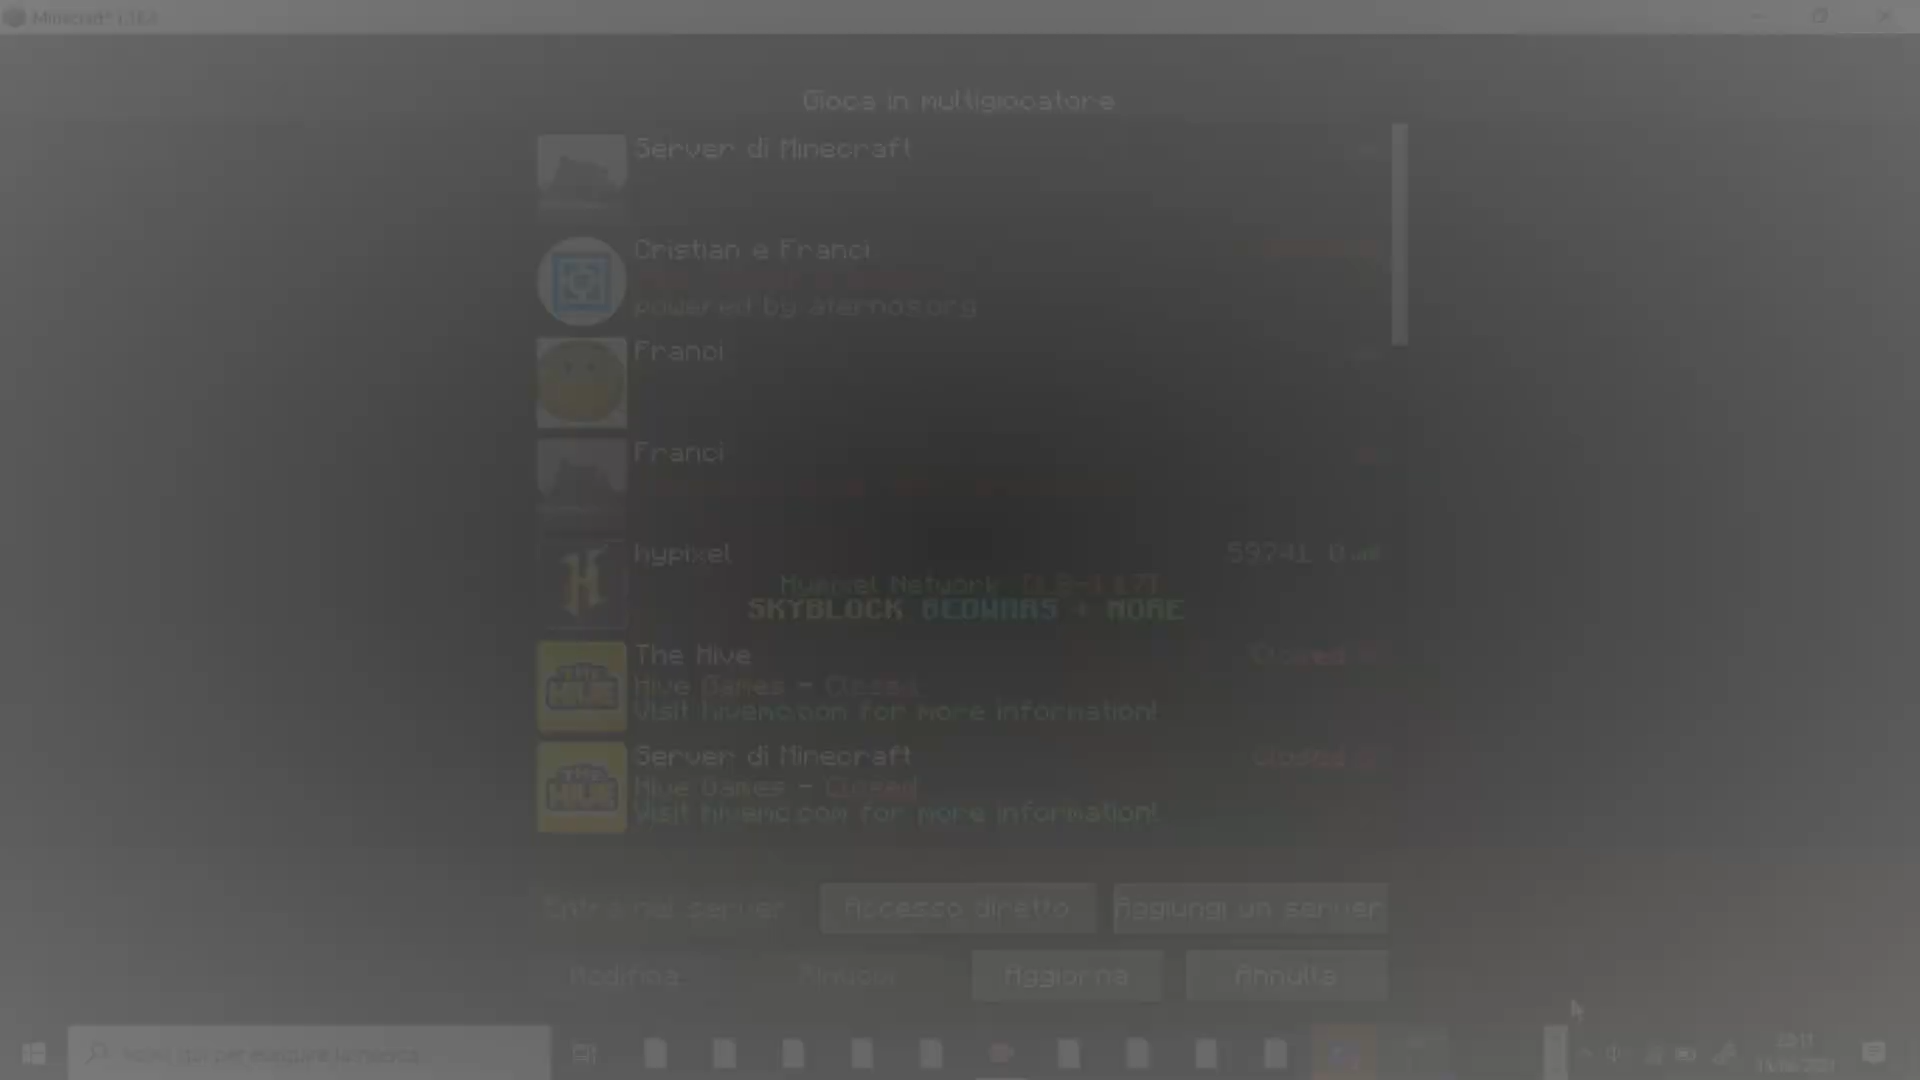 Gioca in multigiocatore
Server di Minecraft
Cristian e Franci
powered by aternos.org
Franci
Franci
hypixel
59741
Hypixel Network
SKYBLOCK BEDWARS + MORE
The Hive
Closed
Hive Games - Closed
Visit hivemc.com for more information!
Server di Minecraft
Closed
Hive Games - Closed
Visit hivemc.com for more information!
Entra nel server
Accesso diretto
Aggiungi un server
Modifica
Aggiorna
Annulla